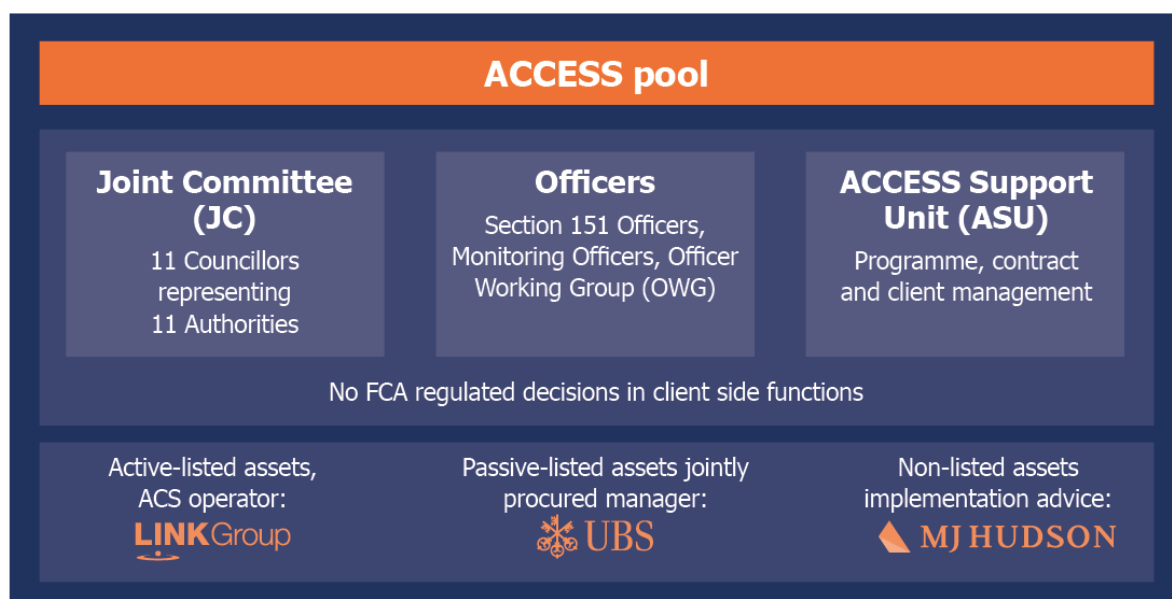 ACCESS pool
Joint Committee
(JC)
11 Councillors
representing
11 Authorities
Officers
Section 151 Officers,
Monitoring Officers, Officer
Working Group (OWG)
ACCESS Support
Unit (ASU)
Programme, contract
and client management
No FCA regulated decisions in client side functions
Active-listed assets,
ACS operator:
LINKGroup
Passive-listed assets jointly
procured manager:
UBS
Non-listed assets
implementation advice:
MJ HUDSON